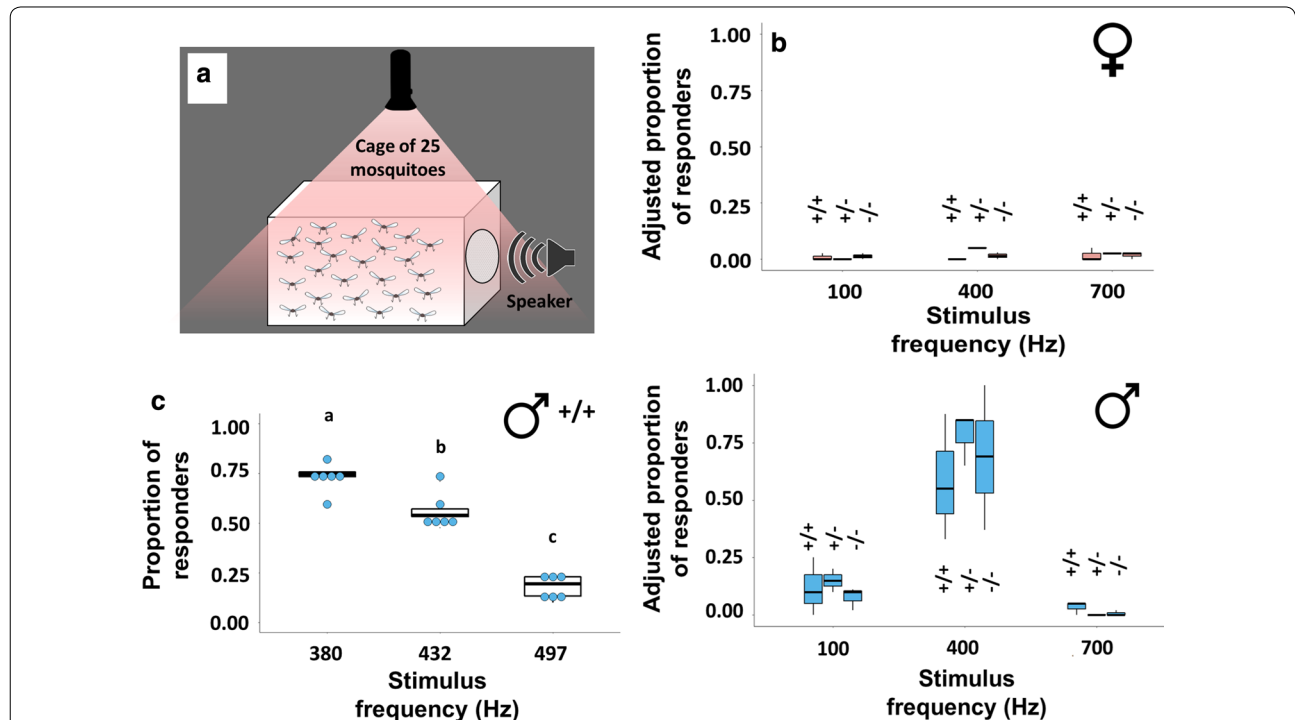 a
Cage of 25
mosquitoes
Speaker
b
♀
Adjusted proportion
of responders
1.00
0.75
0.50
0.25
0.00
+/+ +/- -/-
+/+ +/- -/-
+/+ +/- -/-
100 400 700
Stimulus
frequency (Hz)
c
♂ +/+
Proportion of
responders
1.00
0.75
0.50
0.25
0.00
a
b
c
380 432 497
Stimulus
frequency (Hz)
♂
Adjusted proportion
of responders
1.00
0.75
0.50
0.25
0.00
+/+ +/- -/-
+/+ +/- -/-
+/+ +/- -/-
100 400 700
Stimulus
frequency (Hz)